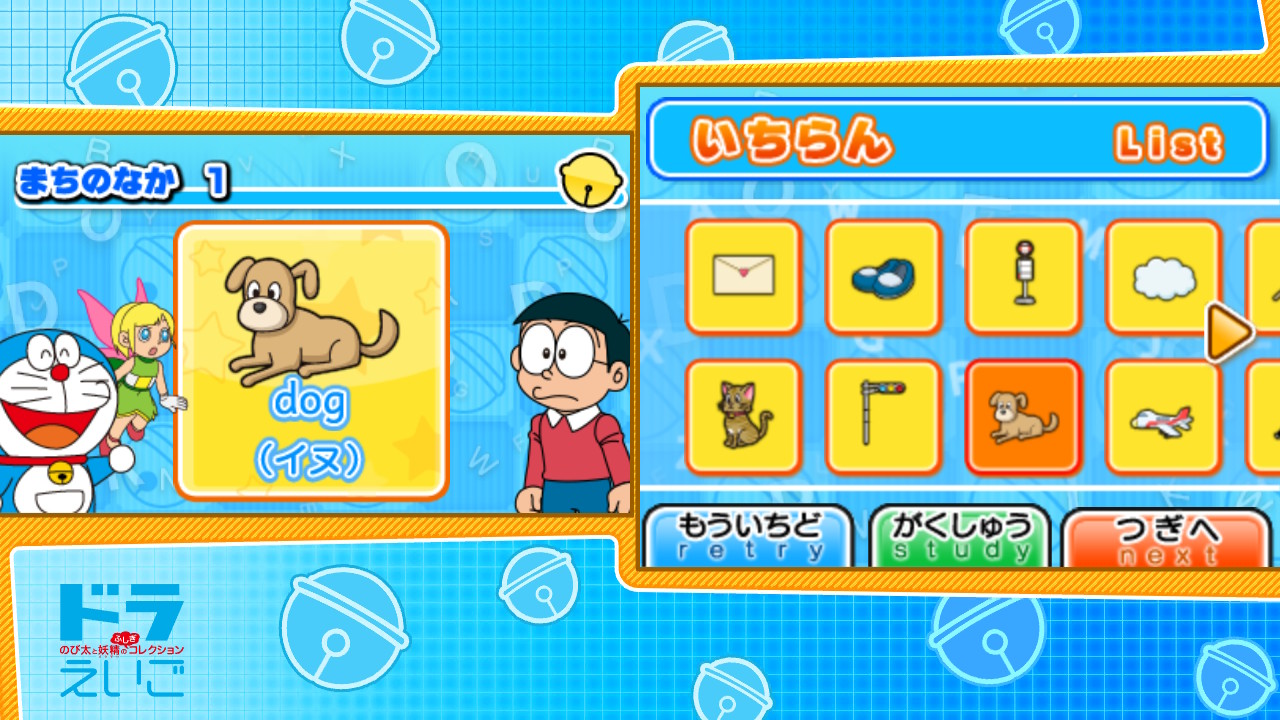 まちのなか 1
dog
(イヌ)
いちらん List
もういちど
retry
がくしゅう
study
つぎへ
next
ドラ
ふしぎ
のび太と妖精のコレクション
えいご